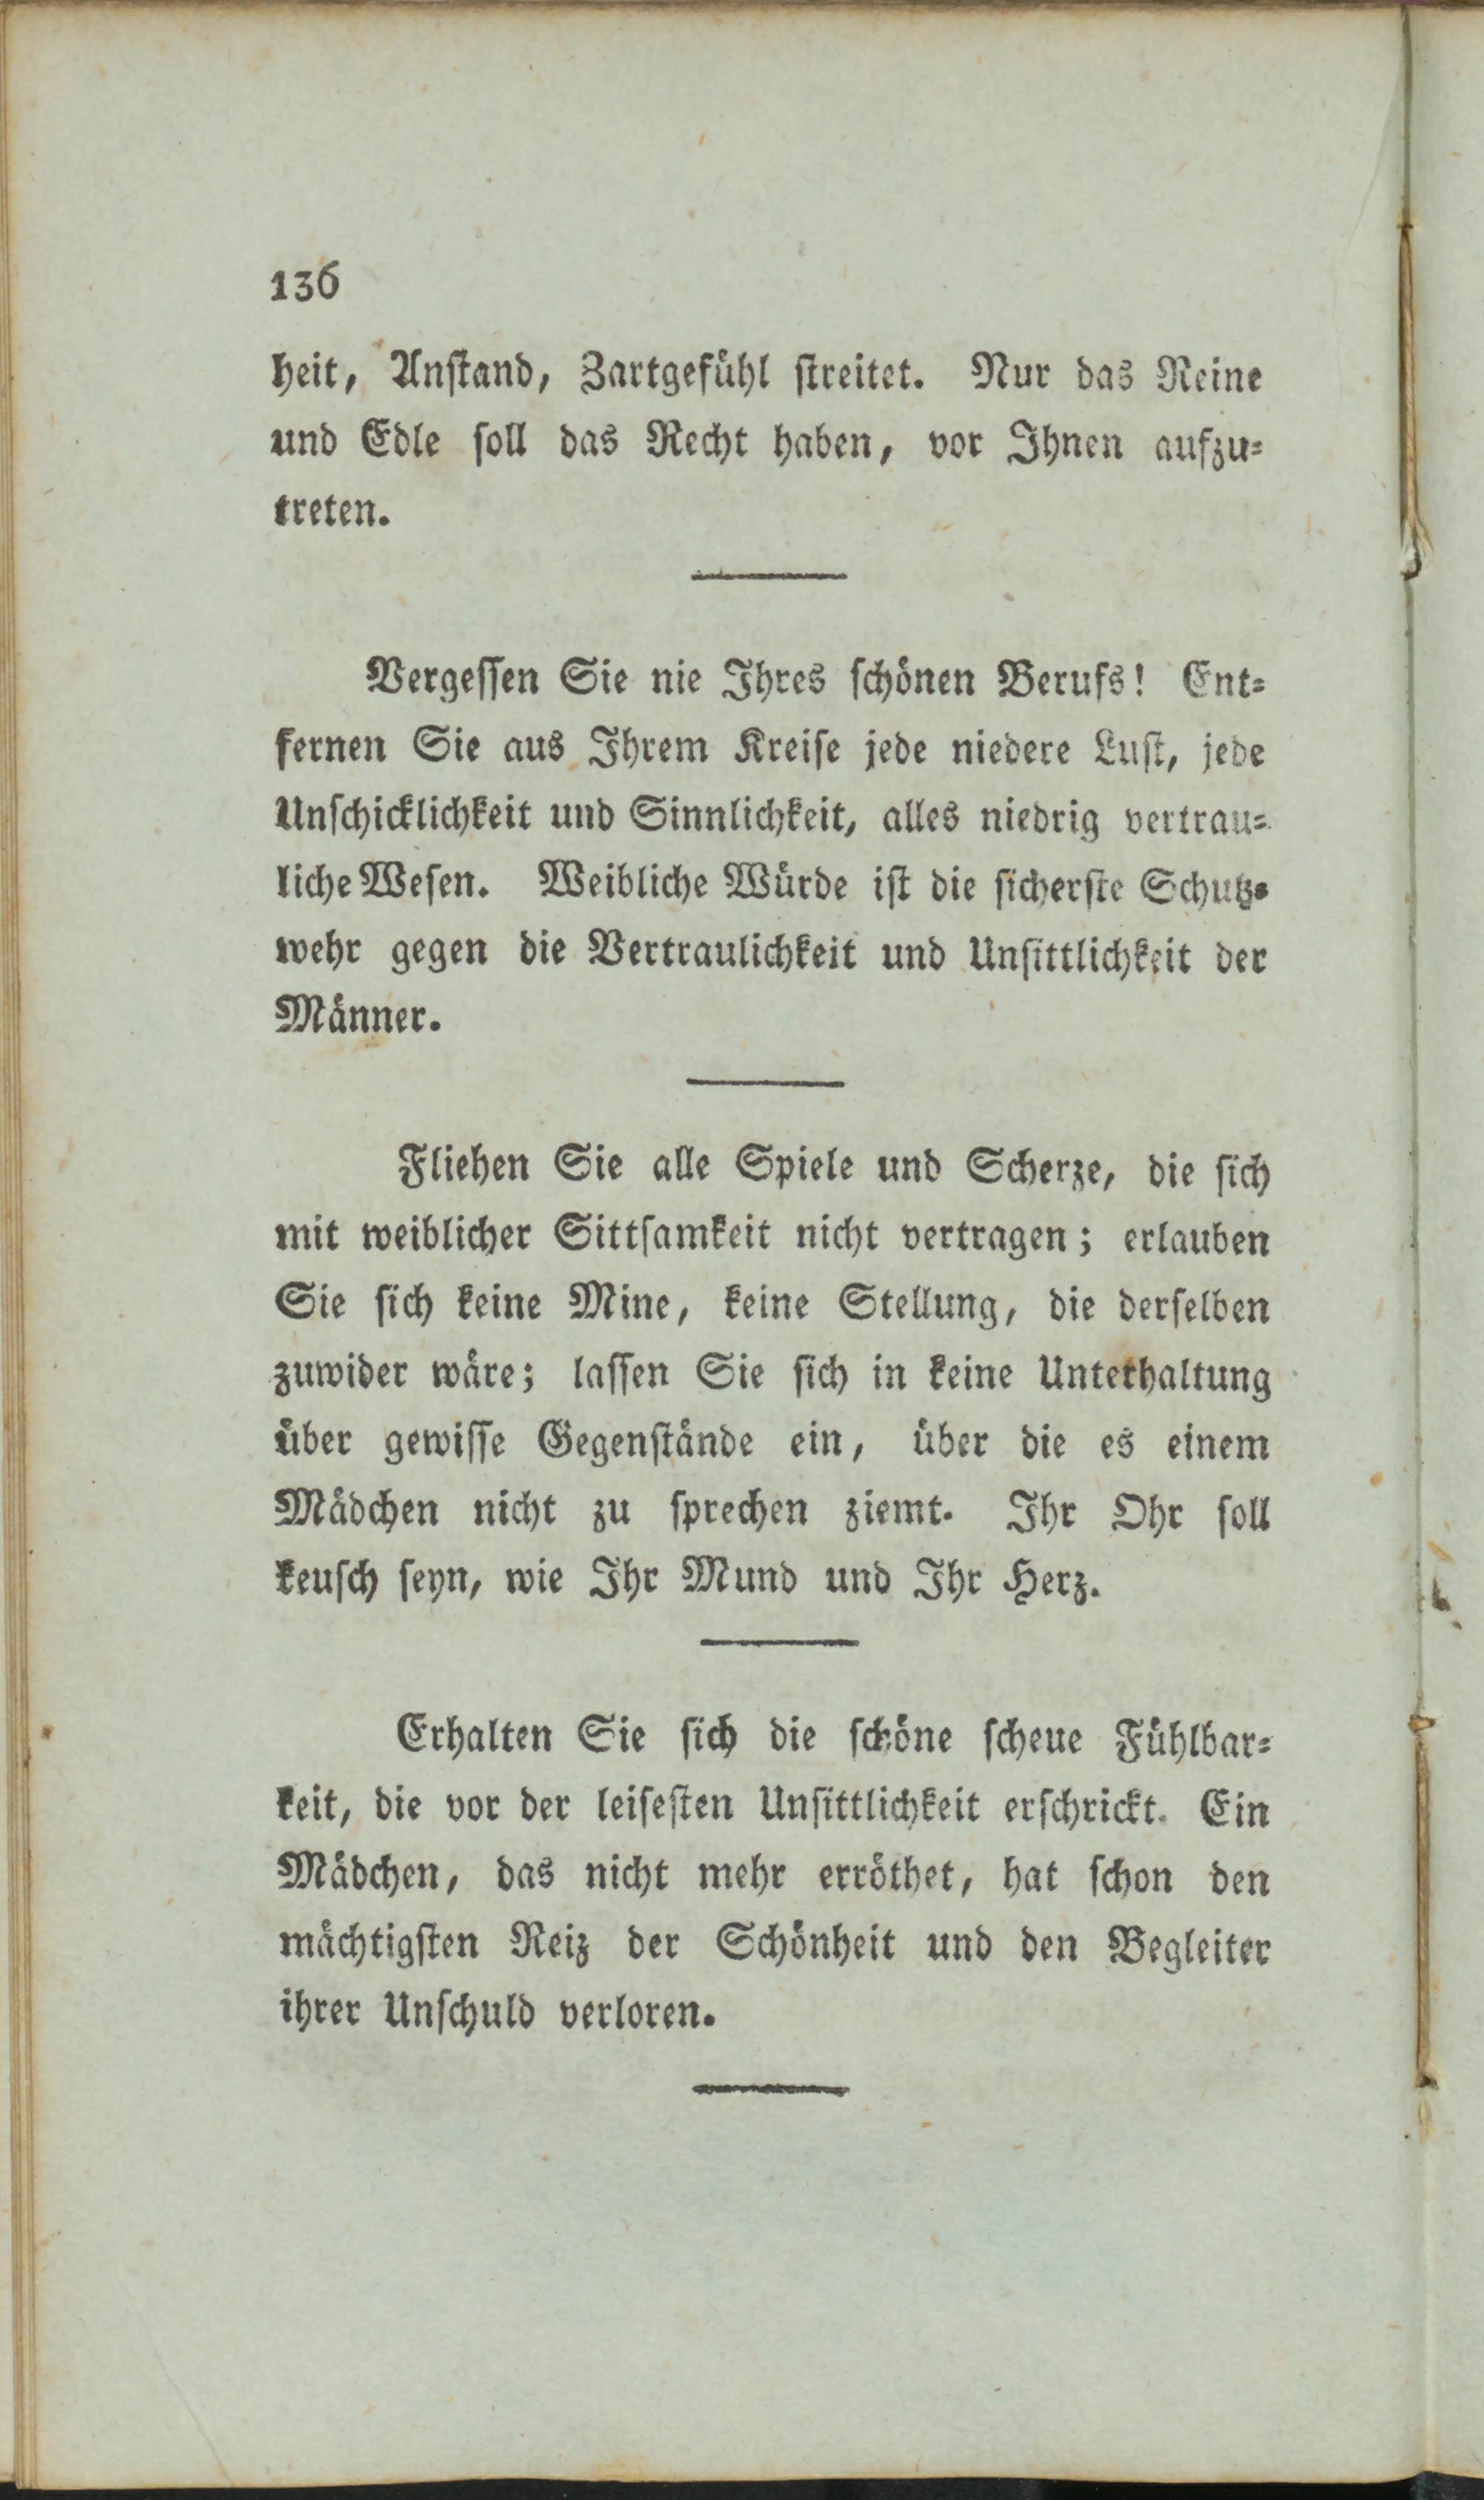 136
heit, Anſtand, Zartgefühl ſtreitet. Nur das Reine
und Edle ſoll das Recht haben, vor Ihnen aufzu⸗
treten.
Vergeſſen Sie nie Ihres ſchönen Berufs! Ent⸗
fernen Sie aus Ihrem Kreiſe jede niedere Luſt, jede
Unſchicklichkeit und Sinnlichkeit, alles niedrig vertrau⸗
liche Weſen. Weibliche Würde iſt die ſicherſte Schutz⸗
wehr gegen die Vertraulichkeit und Unſittlichkeit der
Männer.
Fliehen Sie alle Spiele und Scherze, die ſich
mit weiblicher Sittſamkeit nicht vertragen; erlauben
Sie ſich keine Mine, keine Stellung, die derſelben
zuwider wäre; laſſen Sie ſich in keine Unterhaltung
über gewiſſe Gegenſtände ein, über die es einem
Mädchen nicht zu ſprechen ziemt. Ihr Ohr ſoll
keuſch ſeyn, wie Ihr Mund und Ihr Herz.
Erhalten Sie ſich die ſchöne ſcheue Fühlbar⸗
keit, die vor der leiſeſten Unſittlichkeit erſchrickt. Ein
Mädchen, das nicht mehr erröthet, hat ſchon den
mächtigſten Reiz der Schönheit und den Begleiter
ihrer Unſchuld verloren.